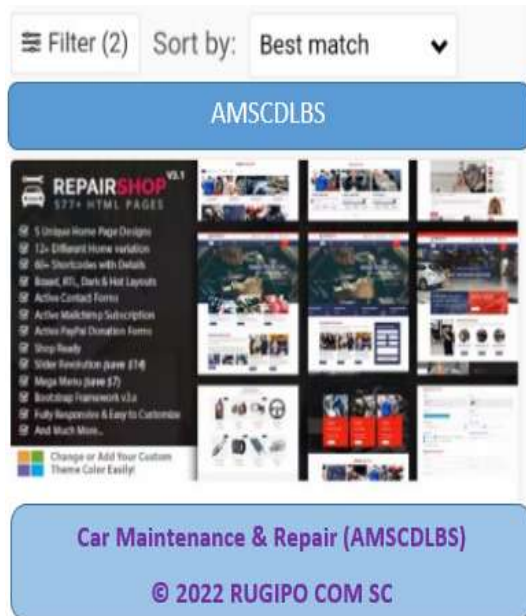 Filter (2) Sort by: Best match
AMSCDLBS
REPAIRSHOP V3.1
577+ HTML PAGES
5 Unique Home Page Designs
12+ Different Home variation
60+ Shortcodes with Details
Boxed, RTL, Dark & Hot Layouts
Active Contact Forms
Active Mailchimp Subscription
Active PayPal Donation Forms
Shop Ready
Slider Revolution (save $14)
Mega Menu (save $7)
Bootstrap Framework v3.x
Fully Responsive & Easy to Customize
And Much More...
Change or Add Your Custom
Theme Color Easily!
Car Maintenance & Repair (AMSCDLBS)
© 2022 RUGIPO COM SC